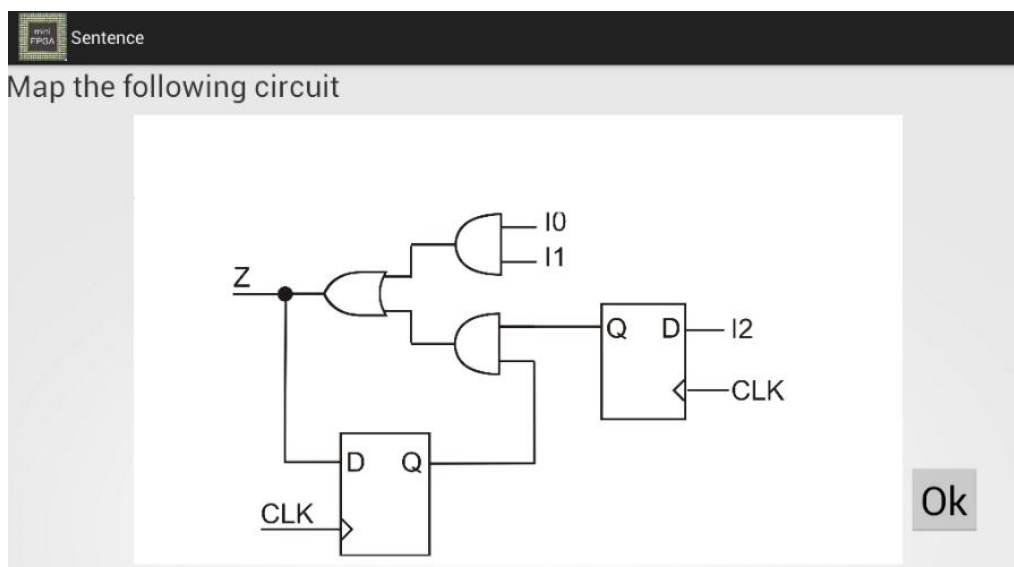 mini
FPGA
Sentence
Map the following circuit
I0
I1
Z
Q D I2
CLK
D Q
CLK
Ok